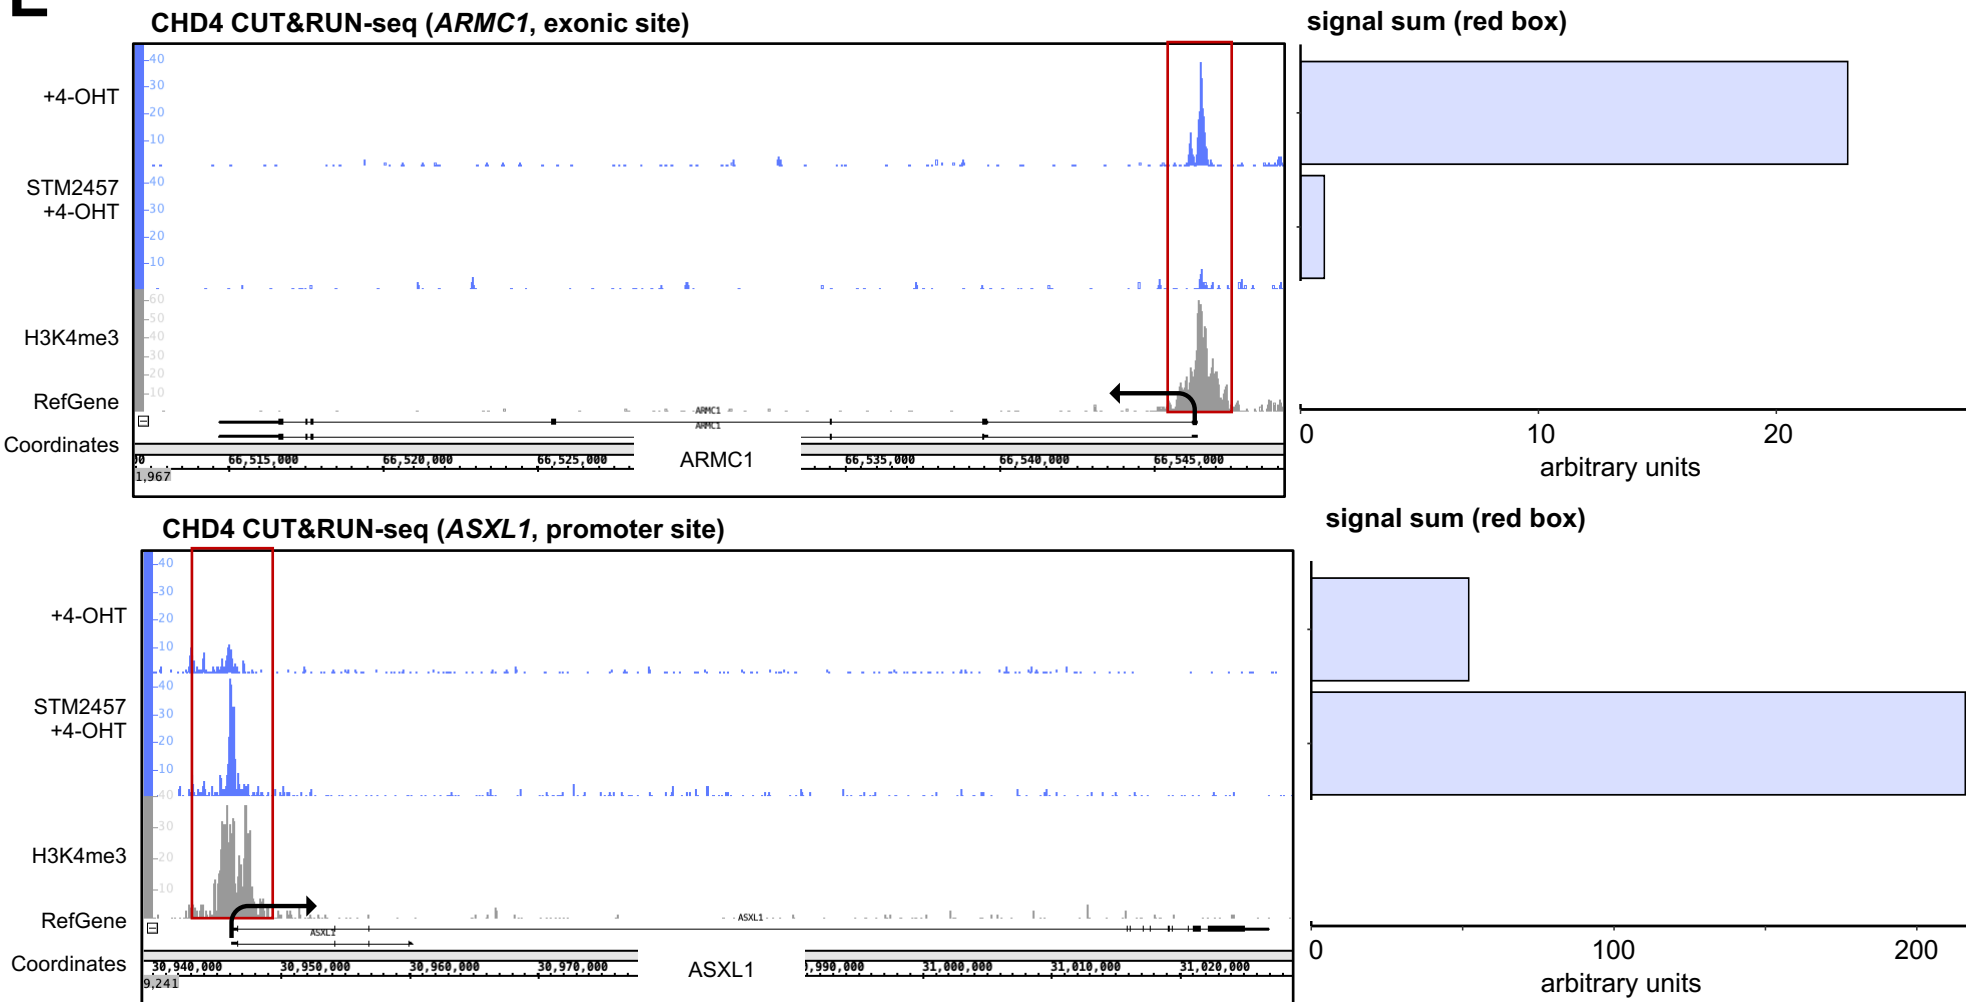 E
CHD4 CUT&RUN-seq (ARMC1, exonic site)
signal sum (red box)
+4-OHT
40
30
20
10
STM2457
+4-OHT
40
30
20
10
H3K4me3
60
50
40
30
20
10
RefGene
ARMC1
ARMC1
Coordinates
66,515,000 66,520,000 66,525,000 ARMC1 66,535,000 66,540,000 66,545,000
1,967
0 10 20
arbitrary units
CHD4 CUT&RUN-seq (ASXL1, promoter site)
signal sum (red box)
+4-OHT
40
30
20
10
STM2457
+4-OHT
40
30
20
10
H3K4me3
40
30
20
10
RefGene
ASXL1
ASXL1
Coordinates
30,940,000 30,950,000 30,960,000 30,970,000 ASXL1 ,990,000 31,000,000 31,010,000 31,020,000
9,241
0 100 200
arbitrary units